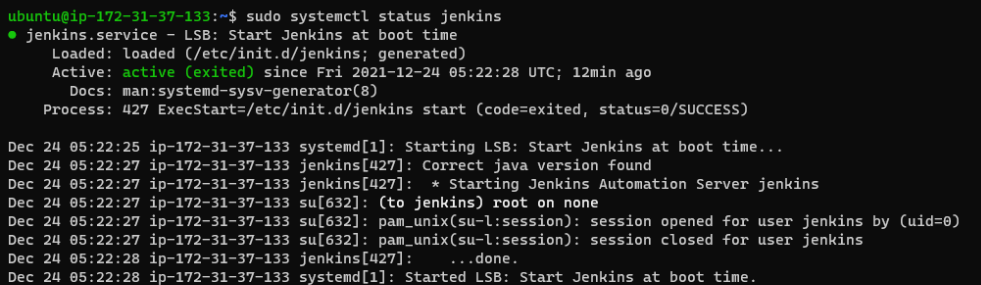 ubuntu@ip-172-31-37-133:~$ sudo systemctl status jenkins
● jenkins.service - LSB: Start Jenkins at boot time
Loaded: loaded (/etc/init.d/jenkins; generated)
Active: active (exited) since Fri 2021-12-24 05:22:28 UTC; 12min ago
Docs: man:systemd-sysv-generator(8)
Process: 427 ExecStart=/etc/init.d/jenkins start (code=exited, status=0/SUCCESS)
Dec 24 05:22:25 ip-172-31-37-133 systemd[1]: Starting LSB: Start Jenkins at boot time...
Dec 24 05:22:27 ip-172-31-37-133 jenkins[427]: Correct java version found
Dec 24 05:22:27 ip-172-31-37-133 jenkins[427]:  * Starting Jenkins Automation Server jenkins
Dec 24 05:22:27 ip-172-31-37-133 su[632]: (to jenkins) root on none
Dec 24 05:22:27 ip-172-31-37-133 su[632]: pam_unix(su-l:session): session opened for user jenkins by (uid=0)
Dec 24 05:22:27 ip-172-31-37-133 su[632]: pam_unix(su-l:session): session closed for user jenkins
Dec 24 05:22:28 ip-172-31-37-133 jenkins[427]:    ...done.
Dec 24 05:22:28 ip-172-31-37-133 systemd[1]: Started LSB: Start Jenkins at boot time.